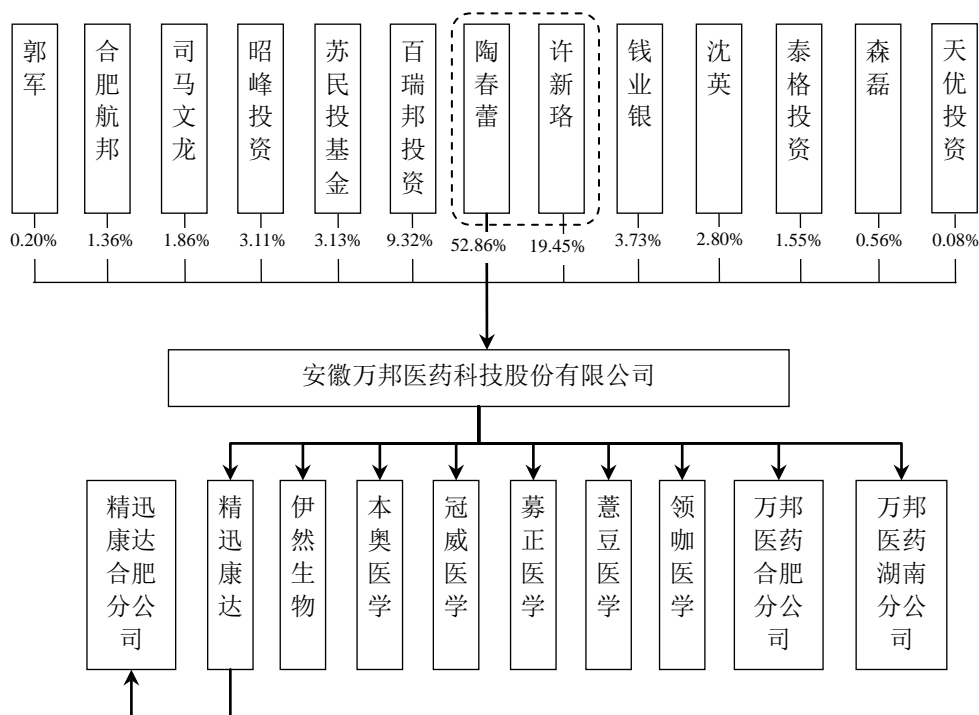 郭军
合肥航邦
司马文龙
昭峰投资
苏民投基金
百瑞邦投资
陶春蕾
许新珞
钱业银
沈英
泰格投资
森磊
天优投资
0.20%
1.36%
1.86%
3.11%
3.13%
9.32%
52.86%
19.45%
3.73%
2.80%
1.55%
0.56%
0.08%
安徽万邦医药科技股份有限公司
精迅
康达
合肥
分公
司
精迅康达
伊然生物
本奥医学
冠威医学
募正医学
薏豆医学
领咖医学
万邦
医药
合肥
分公
司
万邦
医药
湖南
分公
司